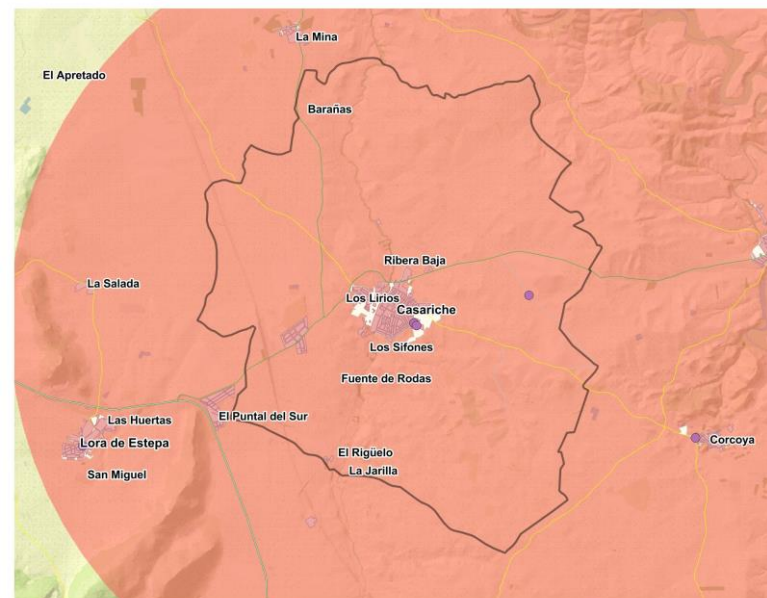 La Mina
El Apretado
Barañas
Ribera Baja
La Salada
Los Lirios
Casariche
Los Sifones
Fuente de Rodas
El Puntal del Sur
Las Huertas
Lora de Estepa
Corcoya
El Rigüelo
San Miguel
La Jarilla